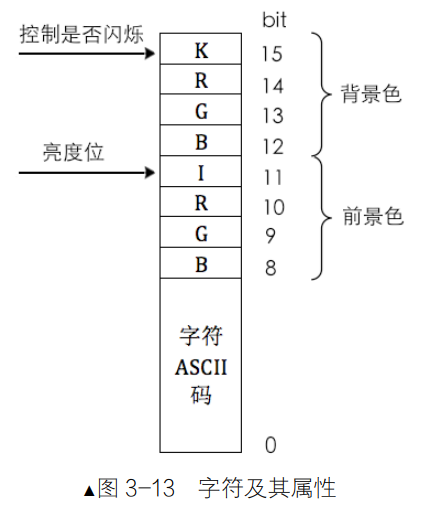 bit
控制是否闪烁
K 15
R 14
G 13
背景色
B 12
亮度位
I 11
R 10
前景色
G 9
B 8
字符
ASCII
码
0
▲图 3-13 字符及其属性